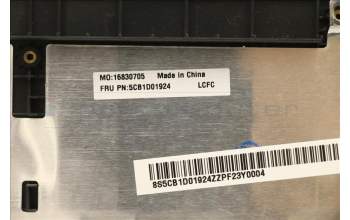 MO:16830705 Made in China
FRU PN:5CB1D01924 LCFC
8S5CB1D01924ZZPF23Y0004